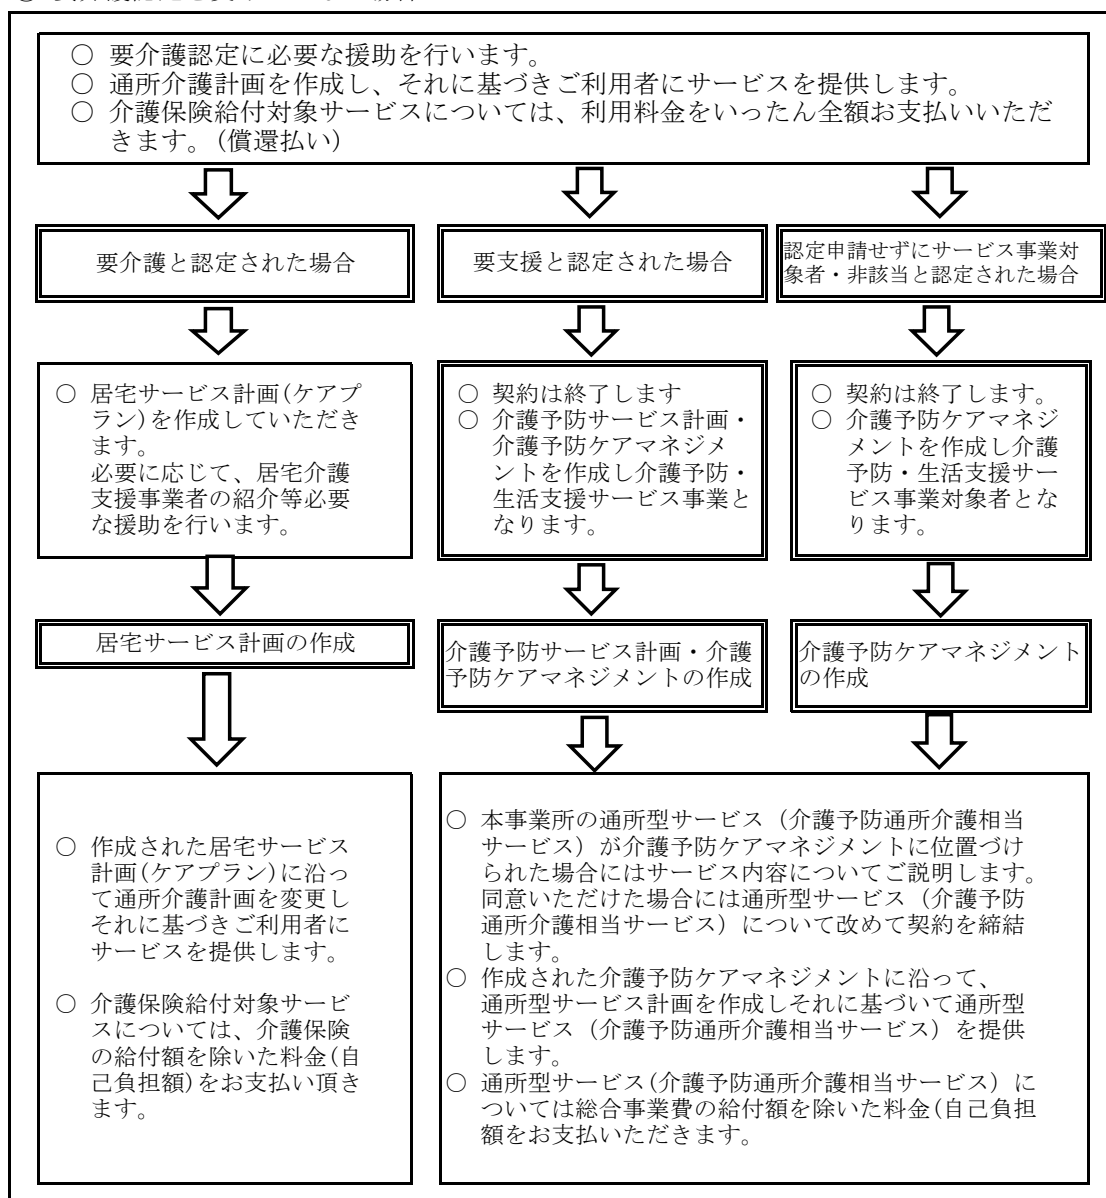 ○ 要介護認定に必要な援助を行います。
○ 通所介護計画を作成し、それに基づきご利用者にサービスを提供します。
○ 介護保険給付対象サービスについては、利用料金をいったん全額お支払いいただ
きます。(償還払い)
要介護と認定された場合
要支援と認定された場合
認定申請せずにサービス事業対
象者・非該当と認定された場合
○ 居宅サービス計画(ケアプ
ラン)を作成していただき
ます。
必要に応じて、居宅介護
支援事業者の紹介等必要
な援助を行います。
○ 契約は終了します
○ 介護予防サービス計画・
介護予防ケアマネジメ
ントを作成し介護予防・
生活支援サービス事業と
なります。
○ 契約は終了します。
○ 介護予防ケアマネジ
メントを作成し介護
予防・生活支援サー
ビス事業対象者とな
ります。
居宅サービス計画の作成
介護予防サービス計画・介護
予防ケアマネジメントの作成
介護予防ケアマネジメント
の作成
○ 作成された居宅サービス
計画(ケアプラン)に沿っ
て通所介護計画を変更し
それに基づきご利用者に
サービスを提供します。
○ 介護保険給付対象サービ
スについては、介護保険
の給付額を除いた料金(自
己負担額)をお支払い頂き
ます。
○ 本事業所の通所型サービス（介護予防通所介護相当
サービス）が介護予防ケアマネジメントに位置づけ
られた場合にはサービス内容についてご説明します。
同意いただけた場合には通所型サービス（介護予防
通所介護相当サービス）について改めて契約を締結
します。
○ 作成された介護予防ケアマネジメントに沿って、
通所型サービス計画を作成しそれに基づいて通所型
サービス（介護予防通所介護相当サービス）を提供
します。
○ 通所型サービス(介護予防通所介護相当サービス）に
ついては総合事業費の給付額を除いた料金(自己負担
額をお支払いただきます。